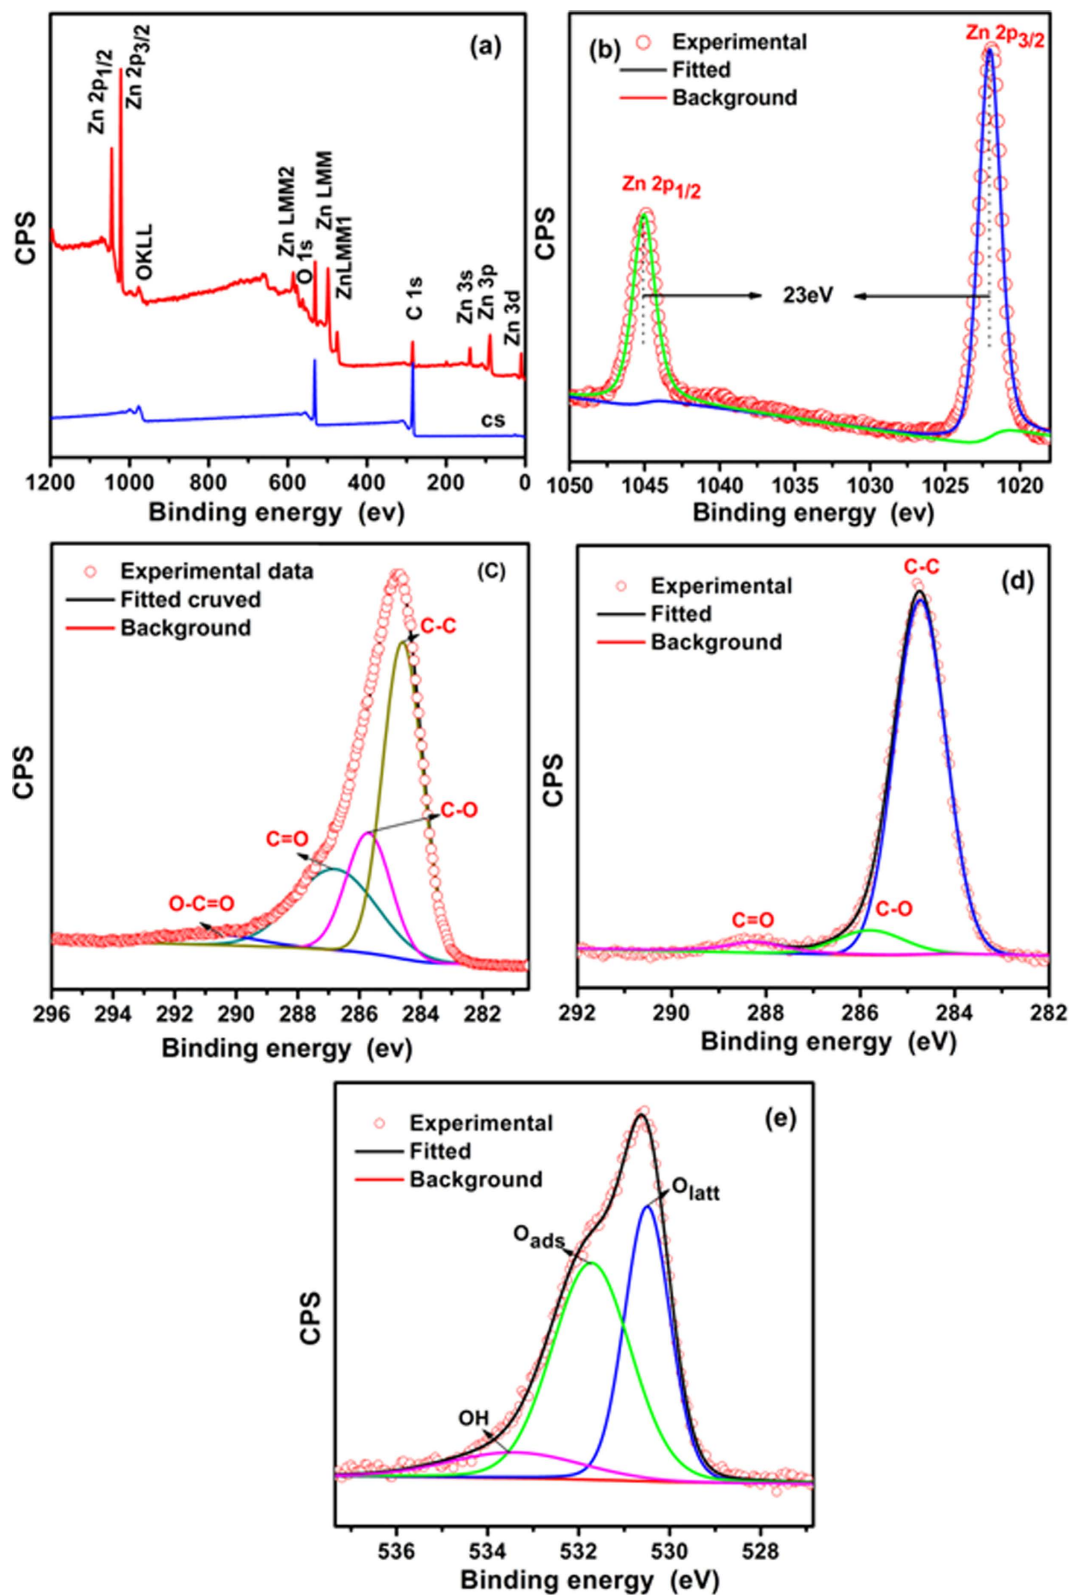 (a)
Zn 2p1/2
Zn 2p3/2
OKLL
Zn LMM2
O 1s
Zn LMM
ZnLMM1
C 1s
Zn 3s
Zn 3p
Zn 3d
cs
CPS
1200 1000 800 600 400 200 0
Binding energy (ev)
(b)
Experimental
Fitted
Background
Zn 2p3/2
Zn 2p1/2
23eV
CPS
1050 1045 1040 1035 1030 1025 1020
Binding energy (ev)
(C)
Experimental data
Fitted cruved
Background
C-C
C-O
C=O
O-C=O
CPS
296 294 292 290 288 286 284 282
Binding energy (ev)
(d)
Experimental
Fitted
Background
C-C
C-O
C=O
CPS
292 290 288 286 284 282
Binding energy (eV)
(e)
Experimental
Fitted
Background
Olatt
Oads
OH
CPS
536 534 532 530 528
Binding energy (eV)